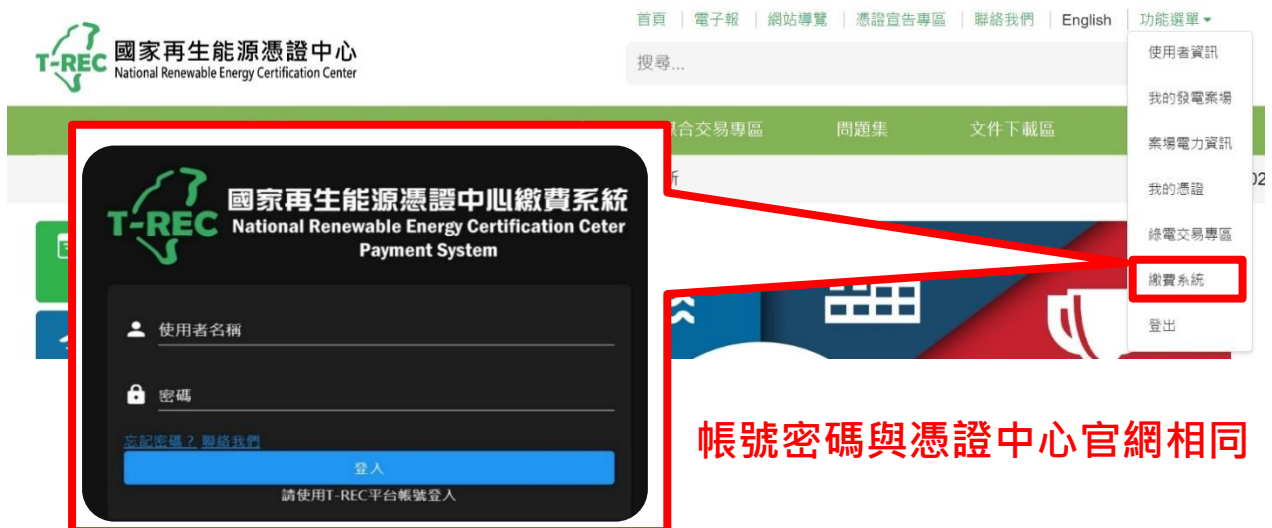 首頁 | 電子報 | 網站導覽 | 憑證宣告專區 | 聯絡我們 | English | 功能選單
T-REC 國家再生能源憑證中心
National Renewable Energy Certification Center
搜尋...
使用者資訊
我的發電案場
案場電力資訊
我的憑證
綠電交易專區
繳費系統
登出
合交易專區 問題集 文件下載區
02
T-REC 國家再生能源憑證中心繳費系統
National Renewable Energy Certification Ceter
Payment System
使用者名稱
密碼
忘記密碼? 聯絡我們
登入
請使用T-REC平台帳號登入
帳號密碼與憑證中心官網相同